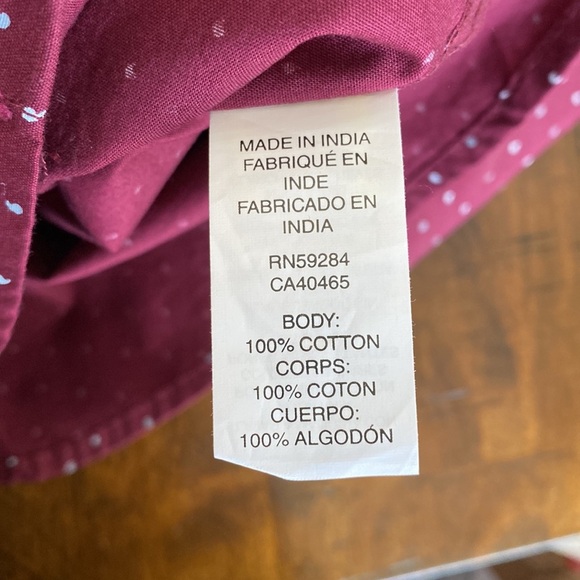 MADE IN INDIA
FABRIQUÉ EN
INDE
FABRICADO EN
INDIA
RN59284
CA40465
BODY:
100% COTTON
CORPS:
100% COTON
CUERPO:
100% ALGODÓN